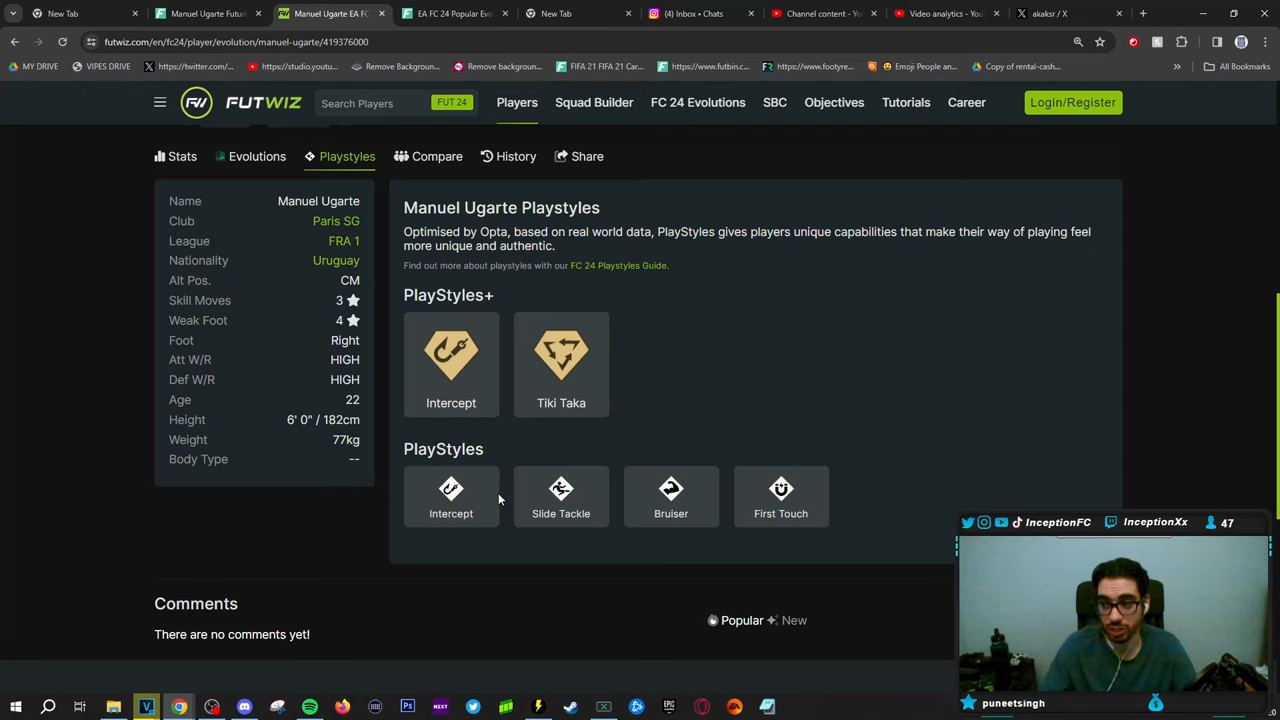 New Tab
Manuel Ugarte Futur
Manuel Ugarte EA FC
EA FC 24 Popular Evo
New Tab
(4) Inbox • Chats
Channel content - Yo
Video analytics - You
akaksr / X
futwiz.com/en/fc24/player/evolution/manuel-ugarte/419376000
MY DRIVE
VIPES DRIVE
https://twitter.com/...
https://studio.youtu...
Remove Background...
Remove backgroun...
FIFA 21 FIFA 21 Car...
https://www.futbin.c...
https://www.footyre...
Emoji People an...
Copy of rental-cash...
All Bookmarks
FW
FUTWIZ
Search Players
FUT 24
Players
Squad Builder
FC 24 Evolutions
SBC
Objectives
Tutorials
Career
Login/Register
Stats
Evolutions
Playstyles
Compare
History
Share
Name Manuel Ugarte
Club Paris SG
League FRA 1
Nationality Uruguay
Alt Pos. CM
Skill Moves 3
Weak Foot 4
Foot Right
Att W/R HIGH
Def W/R HIGH
Age 22
Height 6' 0" / 182cm
Weight 77kg
Body Type --
Manuel Ugarte Playstyles
Optimised by Opta, based on real world data, PlayStyles gives players unique capabilities that make their way of playing feel
more unique and authentic.
Find out more about playstyles with our FC 24 Playstyles Guide.
PlayStyles+
Intercept
Tiki Taka
PlayStyles
Intercept
Slide Tackle
Bruiser
First Touch
Comments
Popular New
There are no comments yet!
InceptionFC
InceptionXx
47
puneetsingh